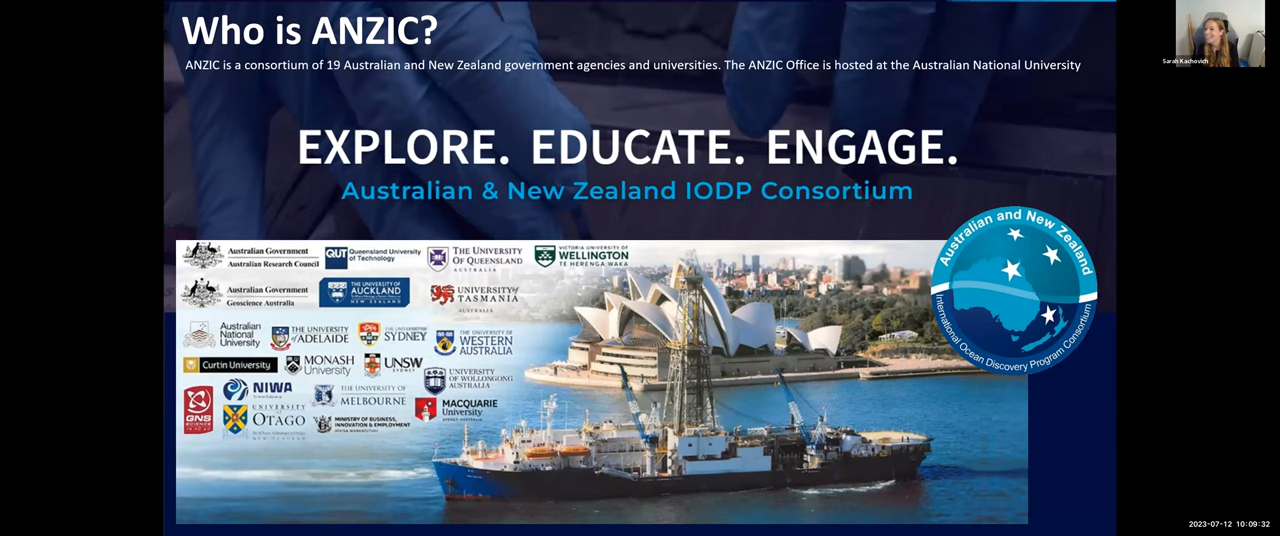 Who is ANZIC?
ANZIC is a consortium of 19 Australian and New Zealand government agencies and universities. The ANZIC Office is hosted at the Australian National University
Sarah Kachovich
EXPLORE. EDUCATE. ENGAGE.
Australian & New Zealand IODP Consortium
Australian and New Zealand
International Ocean Discovery Program Consortium
Australian Government
Australian Research Council
QUT
Queensland University
of Technology
THE UNIVERSITY
OF QUEENSLAND
AUSTRALIA
VICTORIA UNIVERSITY OF
WELLINGTON
TE HERENGA WAKA
Australian Government
Geoscience Australia
THE UNIVERSITY OF
AUCKLAND
NEW ZEALAND
UNIVERSITY of
TASMANIA
AUSTRALIA
Australian
National
University
THE UNIVERSITY
of ADELAIDE
SYDNEY
THE UNIVERSITY OF
WESTERN
AUSTRALIA
Curtin University
MONASH
University
UNSW
SYDNEY
UNIVERSITY
OF WOLLONGONG
AUSTRALIA
GNS
SCIENCE
NIWA
THE UNIVERSITY OF
MELBOURNE
MACQUARIE
University
UNIVERSITY
OTAGO
MINISTRY OF BUSINESS,
INNOVATION & EMPLOYMENT
2023-07-12 10:09:32